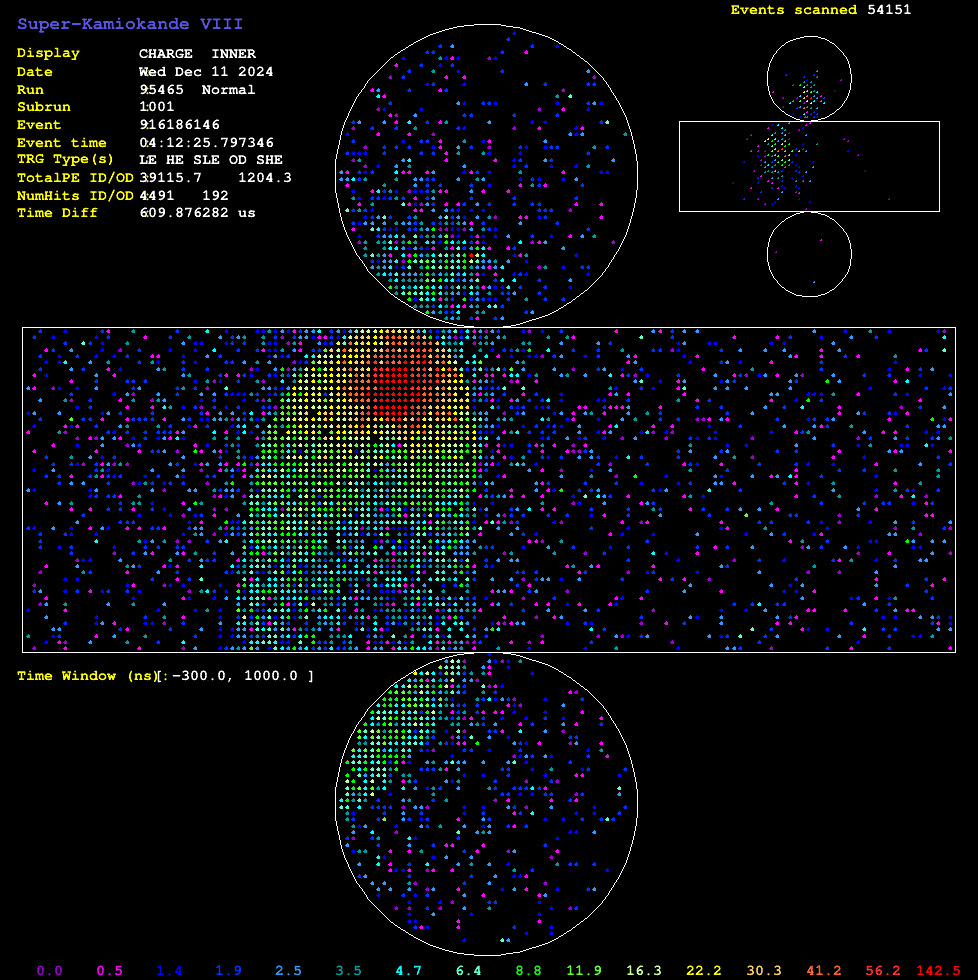 Super-Kamiokande VIII
Events scanned 54151
Display CHARGE INNER
Date Wed Dec 11 2024
Run 95465 Normal
Subrun 1001
Event 916186146
Event time 04:12:25.797346
TRG Type(s) LE HE SLE OD SHE
TotalPE ID/OD 39115.7 1204.3
NumHits ID/OD 4491 192
Time Diff 609.876282 us
Time Window (ns)[: -300.0, 1000.0 ]
0.0 0.5 1.4 1.9 2.5 3.5 4.7 6.4 8.8 11.9 16.3 22.2 30.3 41.2 56.2 142.5